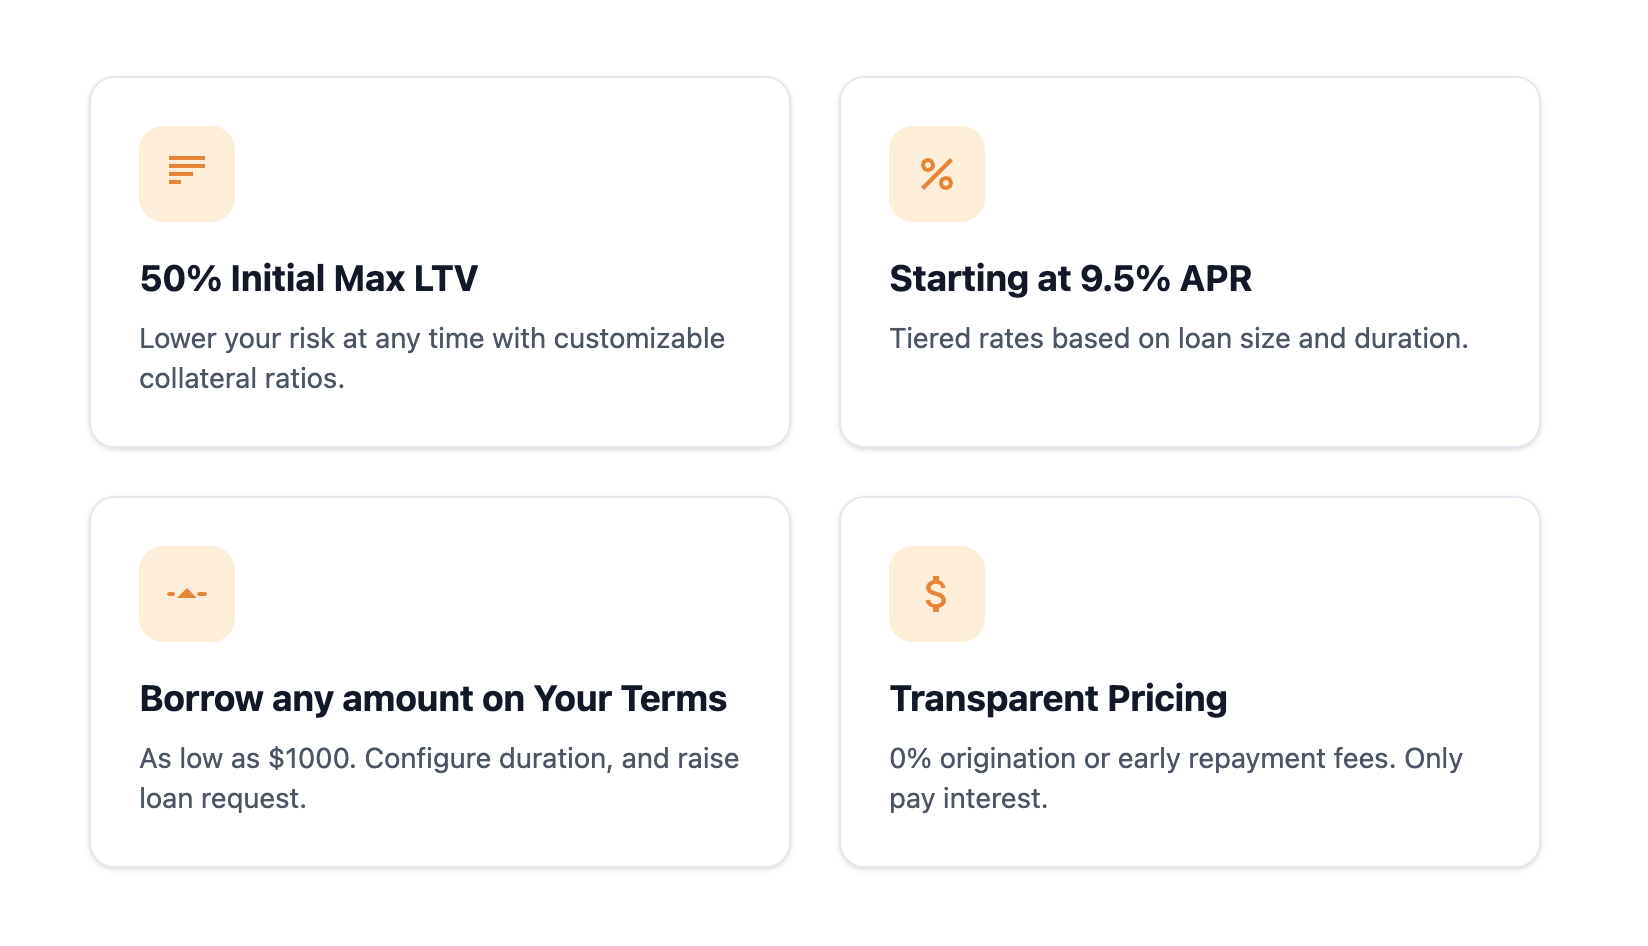 50% Initial Max LTV
Lower your risk at any time with customizable
collateral ratios.
Starting at 9.5% APR
Tiered rates based on loan size and duration.
Borrow any amount on Your Terms
As low as $1000. Configure duration, and raise
loan request.
Transparent Pricing
0% origination or early repayment fees. Only
pay interest.